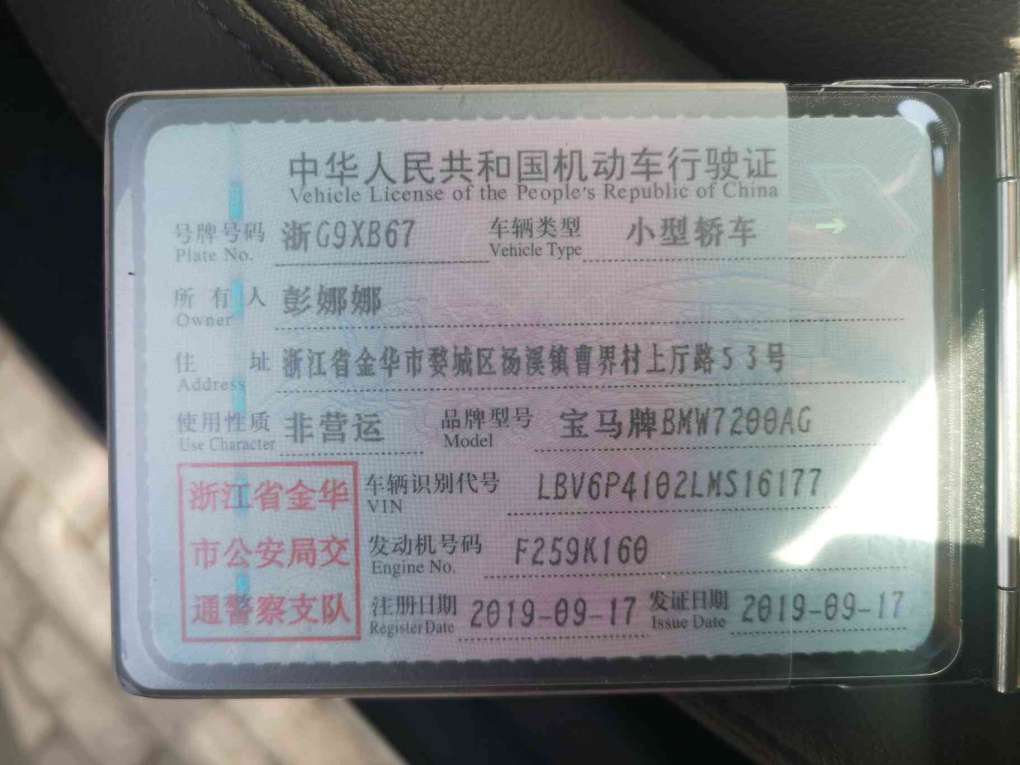 中华人民共和国机动车行驶证
Vehicle License of the People's Republic of China
号牌号码 浙G9XB67 车辆类型 小型轿车
Plate No. Vehicle Type
所有人 彭娜娜
Owner
住址 浙江省金华市婺城区杨溪镇曹界村上厅路53号
Address
使用性质 非营运 品牌型号 宝马牌BMW7200AG
Use Character Model
浙江省金华
市公安局交
通警察支队
车辆识别代号 LBV6P4102LMS16177
VIN
发动机号码 F259K160
Engine No.
注册日期 2019-09-17 发证日期 2019-09-17
Register Date Issue Date